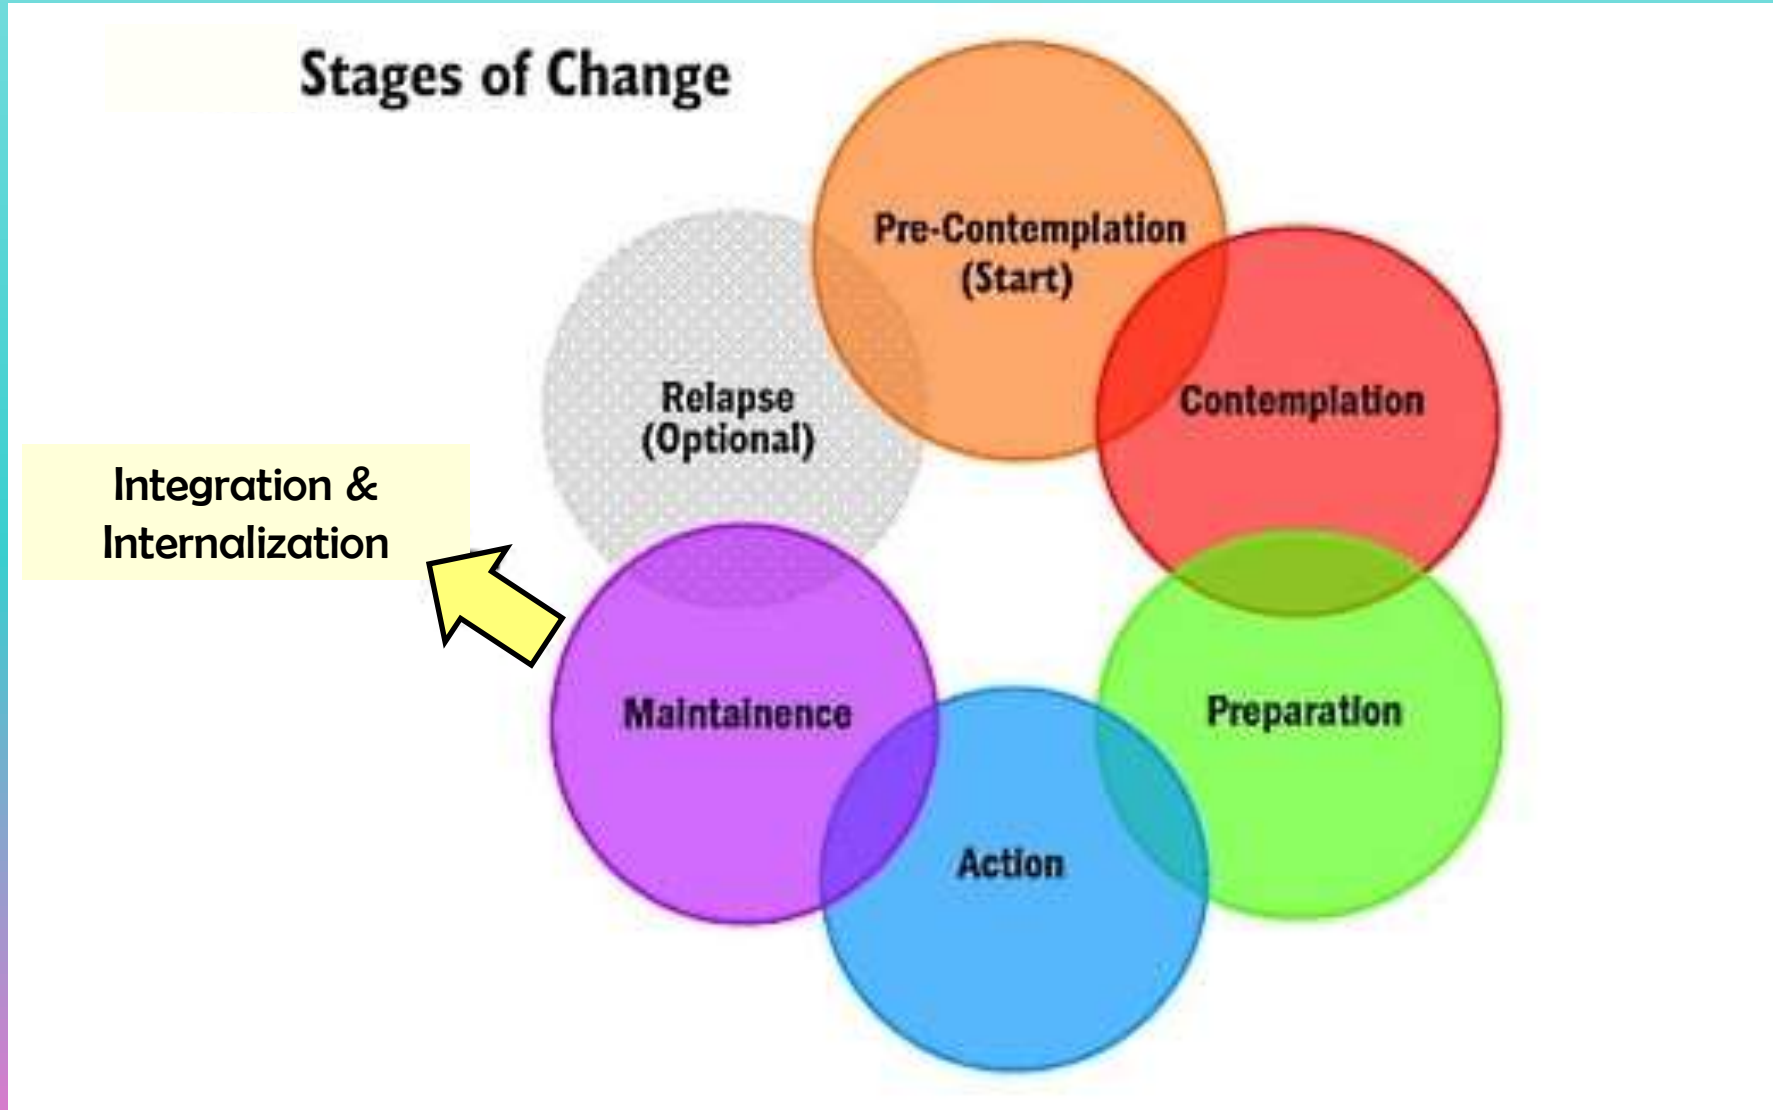 Stages of Change
Pre-Contemplation
(Start)
Contemplation
Preparation
Action
Maintainence
Relapse
(Optional)
Integration &
Internalization